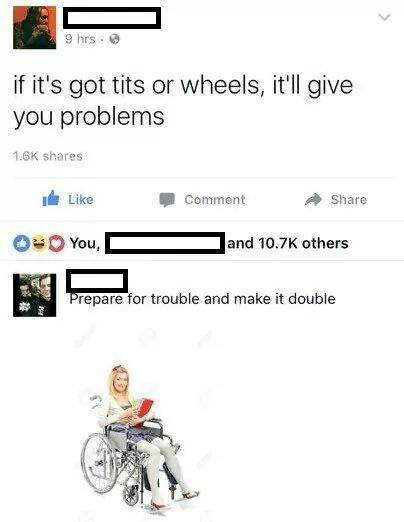 9 hrs ·
if it's got tits or wheels, it'll give
you problems
1.6K shares
Like Comment Share
You, and 10.7K others
Prepare for trouble and make it double